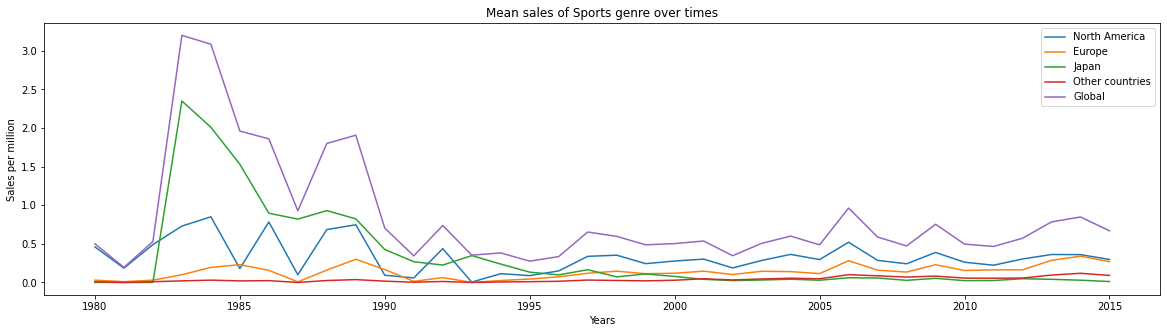 Mean sales of Sports genre over times
Sales per million
3.0
2.5
2.0
1.5
1.0
0.5
0.0
North America
Europe
Japan
Other countries
Global
1980
1985
1990
1995
2000
2005
2010
2015
Years